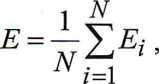 E = \frac{1}{N} \sum_{i=1}^{N} E_i ,